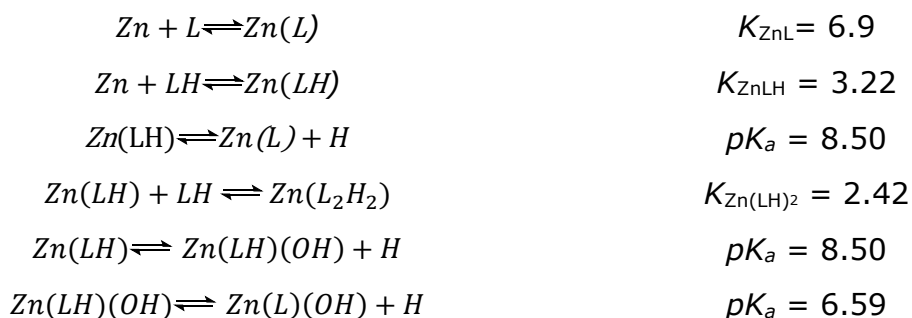 Zn + L ⇌ Zn(L) K_ZnL = 6.9
Zn + LH ⇌ Zn(LH) K_ZnLH = 3.22
Zn(LH) ⇌ Zn(L) + H pK_a = 8.50
Zn(LH) + LH ⇌ Zn(L₂H₂) K_Zn(LH)2 = 2.42
Zn(LH) ⇌ Zn(LH)(OH) + H pK_a = 8.50
Zn(LH)(OH) ⇌ Zn(L)(OH) + H pK_a = 6.59